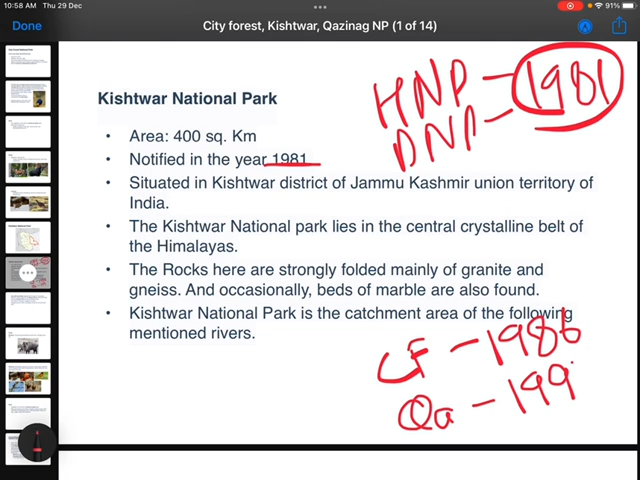 10:58 AM Thu 29 Dec
91%
Done
City forest, Kishtwar, Qazinag NP (1 of 14)
HNP
DNP
1981
Kishtwar National Park
• Area: 400 sq. Km
• Notified in the year 1981
• Situated in Kishtwar district of Jammu Kashmir union territory of
India.
• The Kishtwar National park lies in the central crystalline belt of
the Himalayas.
• The Rocks here are strongly folded mainly of granite and
gneiss. And occasionally, beds of marble are also found.
• Kishtwar National Park is the catchment area of the following
mentioned rivers.
CF - 1986
Qa - 199